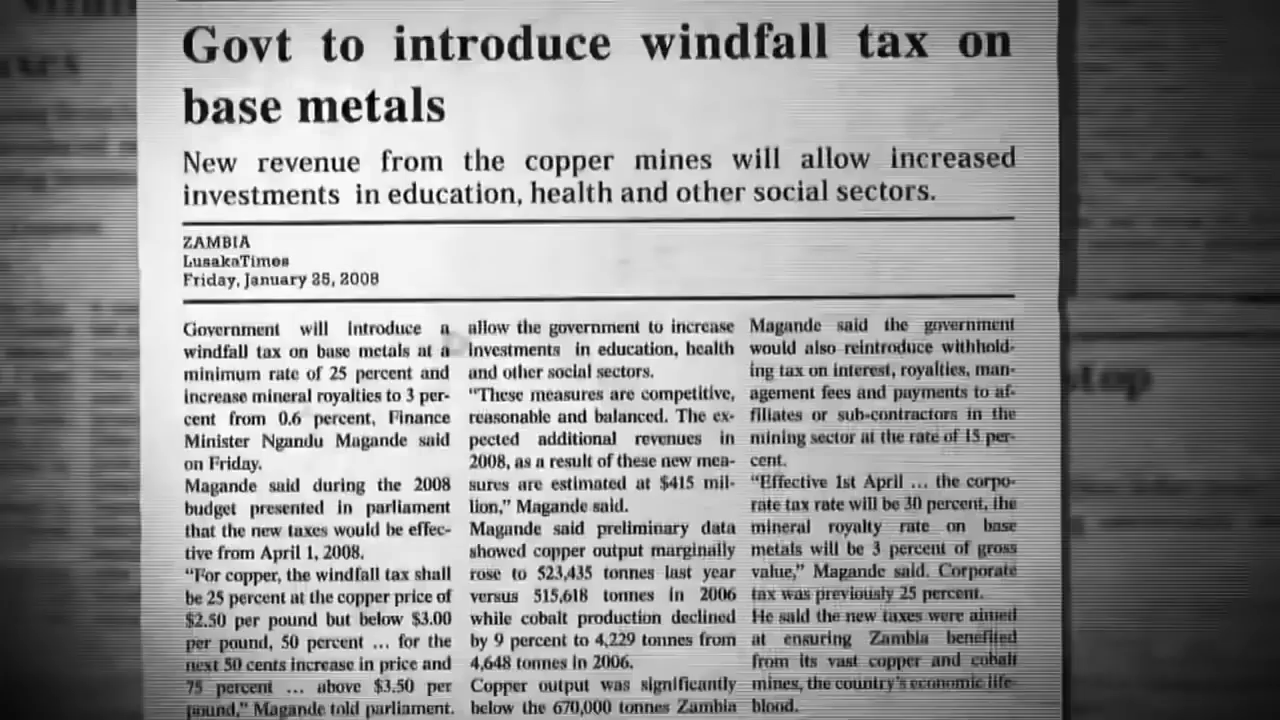 Govt to introduce windfall tax on
base metals
New revenue from the copper mines will allow increased
investments in education, health and other social sectors.
ZAMBIA
LusakaTimes
Friday, January 25, 2008
Government will introduce a
windfall tax on base metals at a
minimum rate of 25 percent and
increase mineral royalties to 3 per-
cent from 0.6 percent, Finance
Minister Ngandu Magande said
on Friday.
Magande said during the 2008
budget presented in parliament
that the new taxes would be effec-
tive from April 1, 2008.
“For copper, the windfall tax shall
be 25 percent at the copper price of
$2.50 per pound but below $3.00
per pound, 50 percent ... for the
next 50 cents increase in price and
75 percent ... above $3.50 per
pound,” Magande told parliament.
allow the government to increase
investments in education, health
and other social sectors.
“These measures are competitive,
reasonable and balanced. The ex-
pected additional revenues in
2008, as a result of these new mea-
sures are estimated at $415 mil-
lion,” Magande said.
Magande said preliminary data
showed copper output marginally
rose to 523,435 tonnes last year
versus 515,618 tonnes in 2006
while cobalt production declined
by 9 percent to 4,229 tonnes from
4,648 tonnes in 2006.
Copper output was significantly
below the 670,000 tonnes Zambia
Magande said the government
would also reintroduce withhold-
ing tax on interest, royalties, man-
agement fees and payments to af-
filiates or sub-contractors in the
mining sector at the rate of 15 per-
cent.
“Effective 1st April ... the corpo-
rate tax rate will be 30 percent, the
mineral royalty rate on base
metals will be 3 percent of gross
value,” Magande said. Corporate
tax was previously 25 percent.
He said the new taxes were aimed
at ensuring Zambia benefited
from its vast copper and cobalt
mines, the country's economic life-
blood.